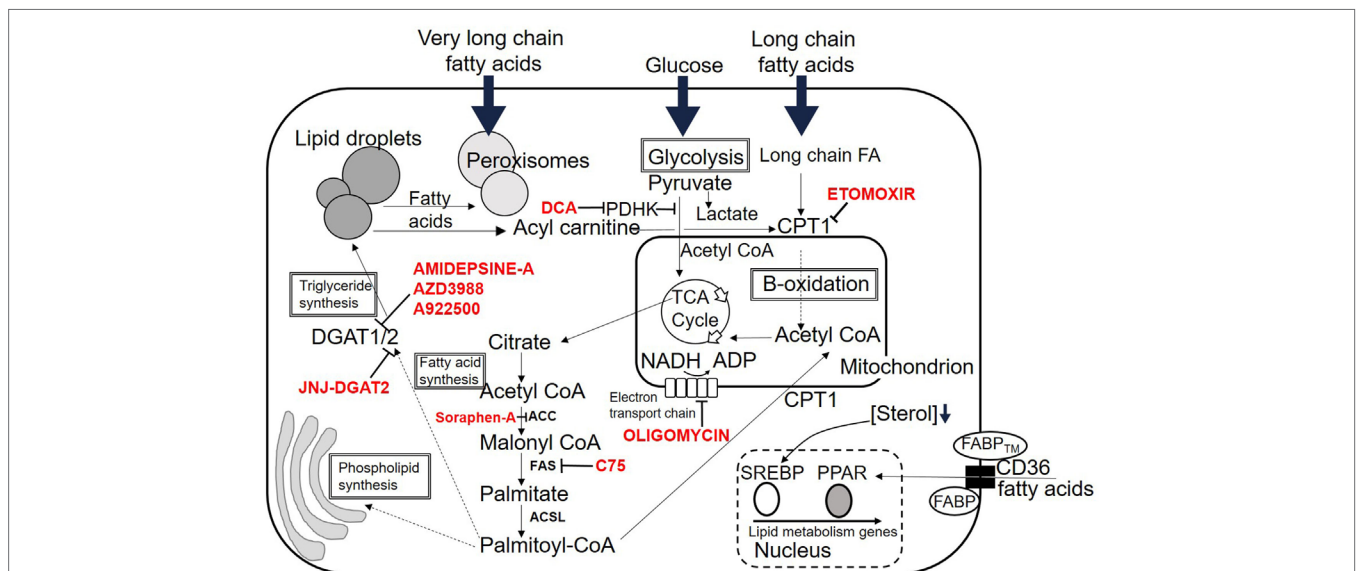 Very long chain
fatty acids
Glucose
Long chain
fatty acids
Lipid droplets
Peroxisomes
Glycolysis
Long chain FA
Pyruvate
ETOMOXIR
Fatty
acids
DCA
PDHK
Lactate
Acyl carnitine
CPT1
Acetyl CoA
AMIDEPSINE-A
AZD3988
A922500
Triglyceride
synthesis
B-oxidation
TCA
Cycle
DGAT1/2
Citrate
Acetyl CoA
NADH
ADP
Mitochondrion
Fatty acid
synthesis
JNJ-DGAT2
Acetyl CoA
Electron
transport chain
CPT1
Soraphen-A
ACC
OLIGOMYCIN
[Sterol]
Malonyl CoA
FABPTM
Phospholipid
synthesis
FAS
C75
SREBP
PPAR
CD36
fatty acids
Palmitate
FABP
ACSL
Lipid metabolism genes
Palmitoyl-CoA
Nucleus